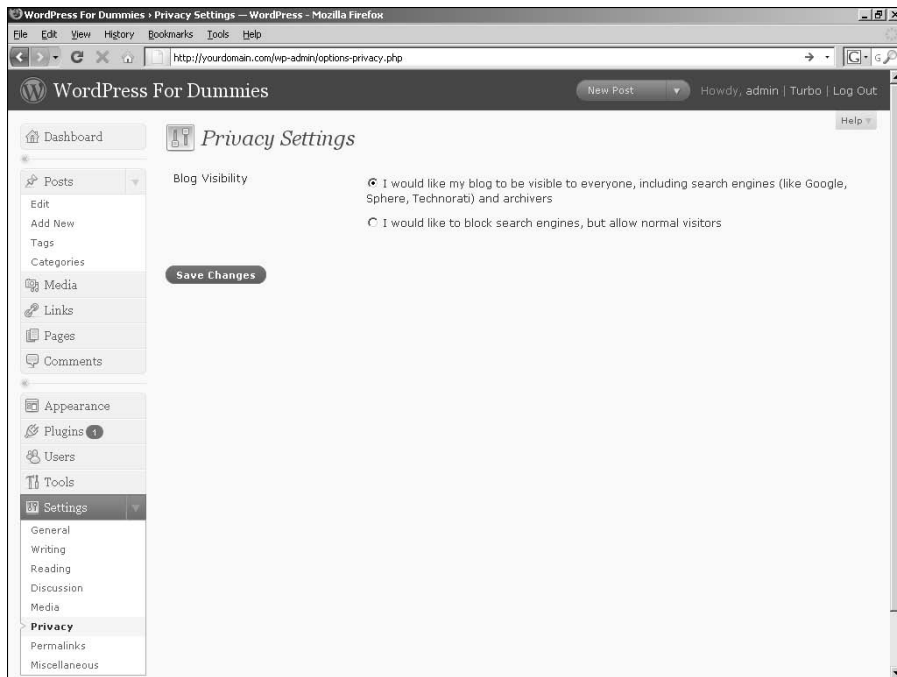 WordPress For Dummies › Privacy Settings — WordPress - Mozilla Firefox
File Edit View History Bookmarks Tools Help
http://yourdomain.com/wp-admin/options-privacy.php
WordPress For Dummies
New Post
Howdy, admin | Turbo | Log Out
Help
Dashboard
Privacy Settings
Blog Visibility
I would like my blog to be visible to everyone, including search engines (like Google,
Sphere, Technorati) and archivers
I would like to block search engines, but allow normal visitors
Save Changes
Posts
Edit
Add New
Tags
Categories
Media
Links
Pages
Comments
Appearance
Plugins 1
Users
Tools
Settings
General
Writing
Reading
Discussion
Media
Privacy
Permalinks
Miscellaneous